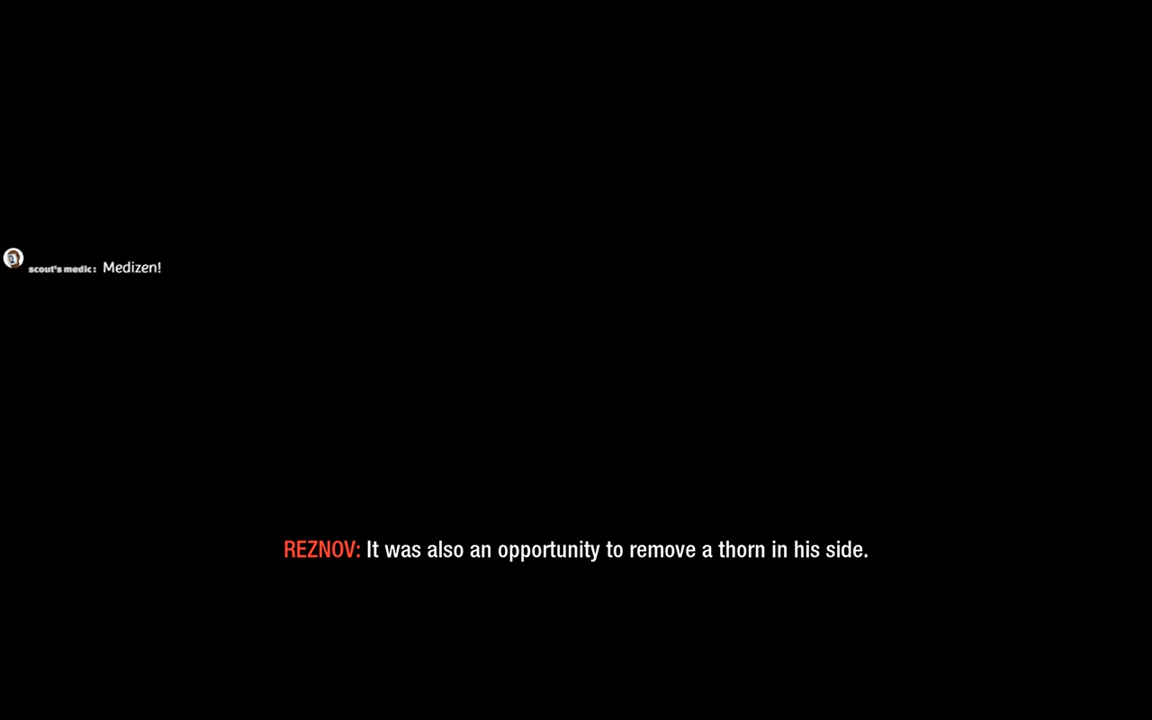 scout's medic: Medizen!
REZNOV: It was also an opportunity to remove a thorn in his side.